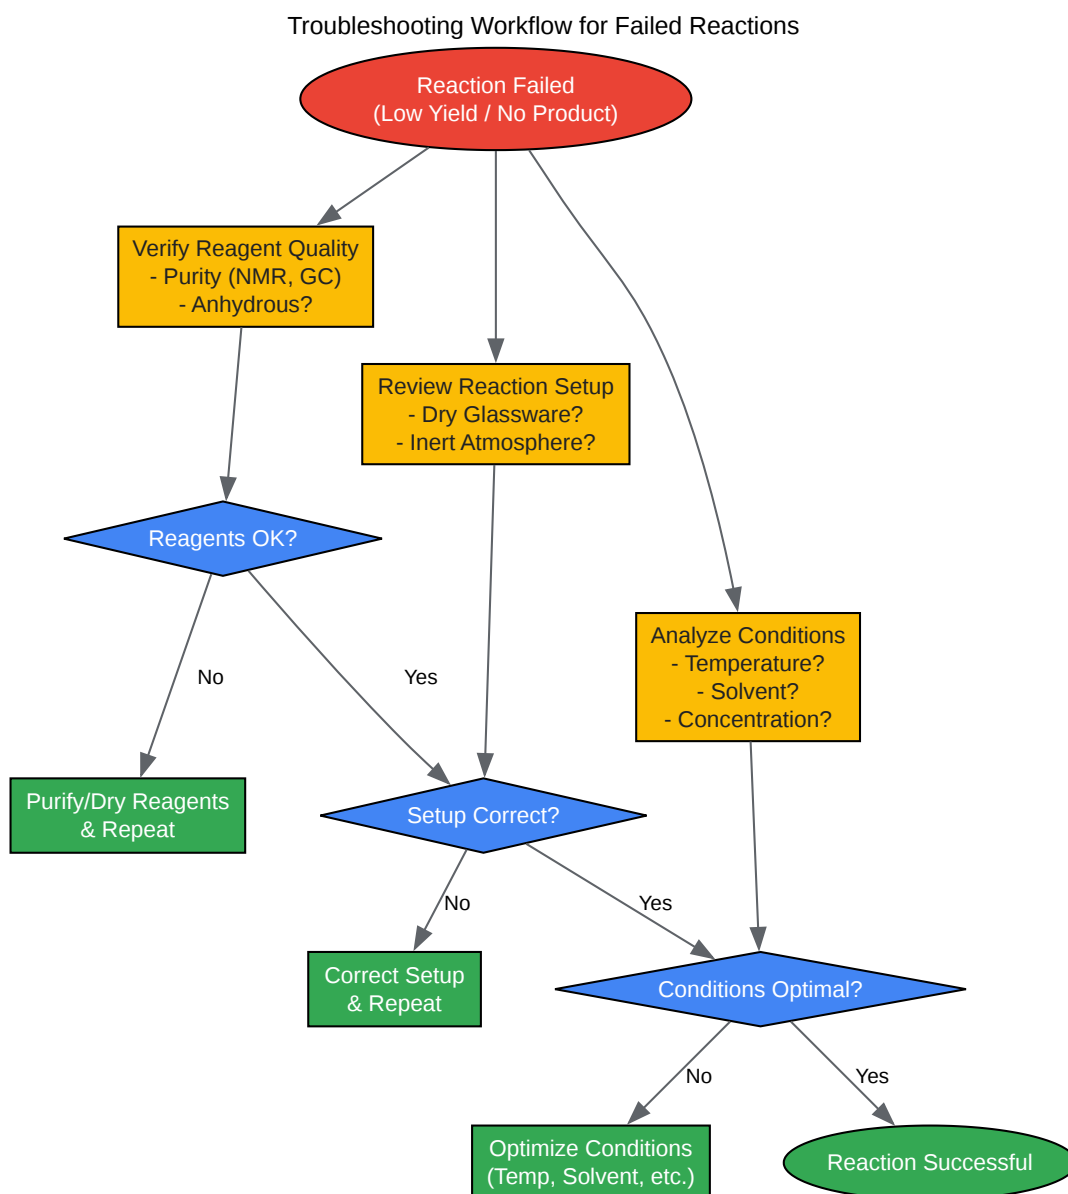 Troubleshooting Workflow for Failed Reactions
Reaction Failed
(Low Yield / No Product)
Verify Reagent Quality
- Purity (NMR, GC)
- Anhydrous?
Review Reaction Setup
- Dry Glassware?
- Inert Atmosphere?
Reagents OK?
Analyze Conditions
- Temperature?
- Solvent?
- Concentration?
No
Yes
Purify/Dry Reagents
& Repeat
Setup Correct?
No
Yes
Correct Setup
& Repeat
Conditions Optimal?
No
Yes
Optimize Conditions
(Temp, Solvent, etc.)
Reaction Successful